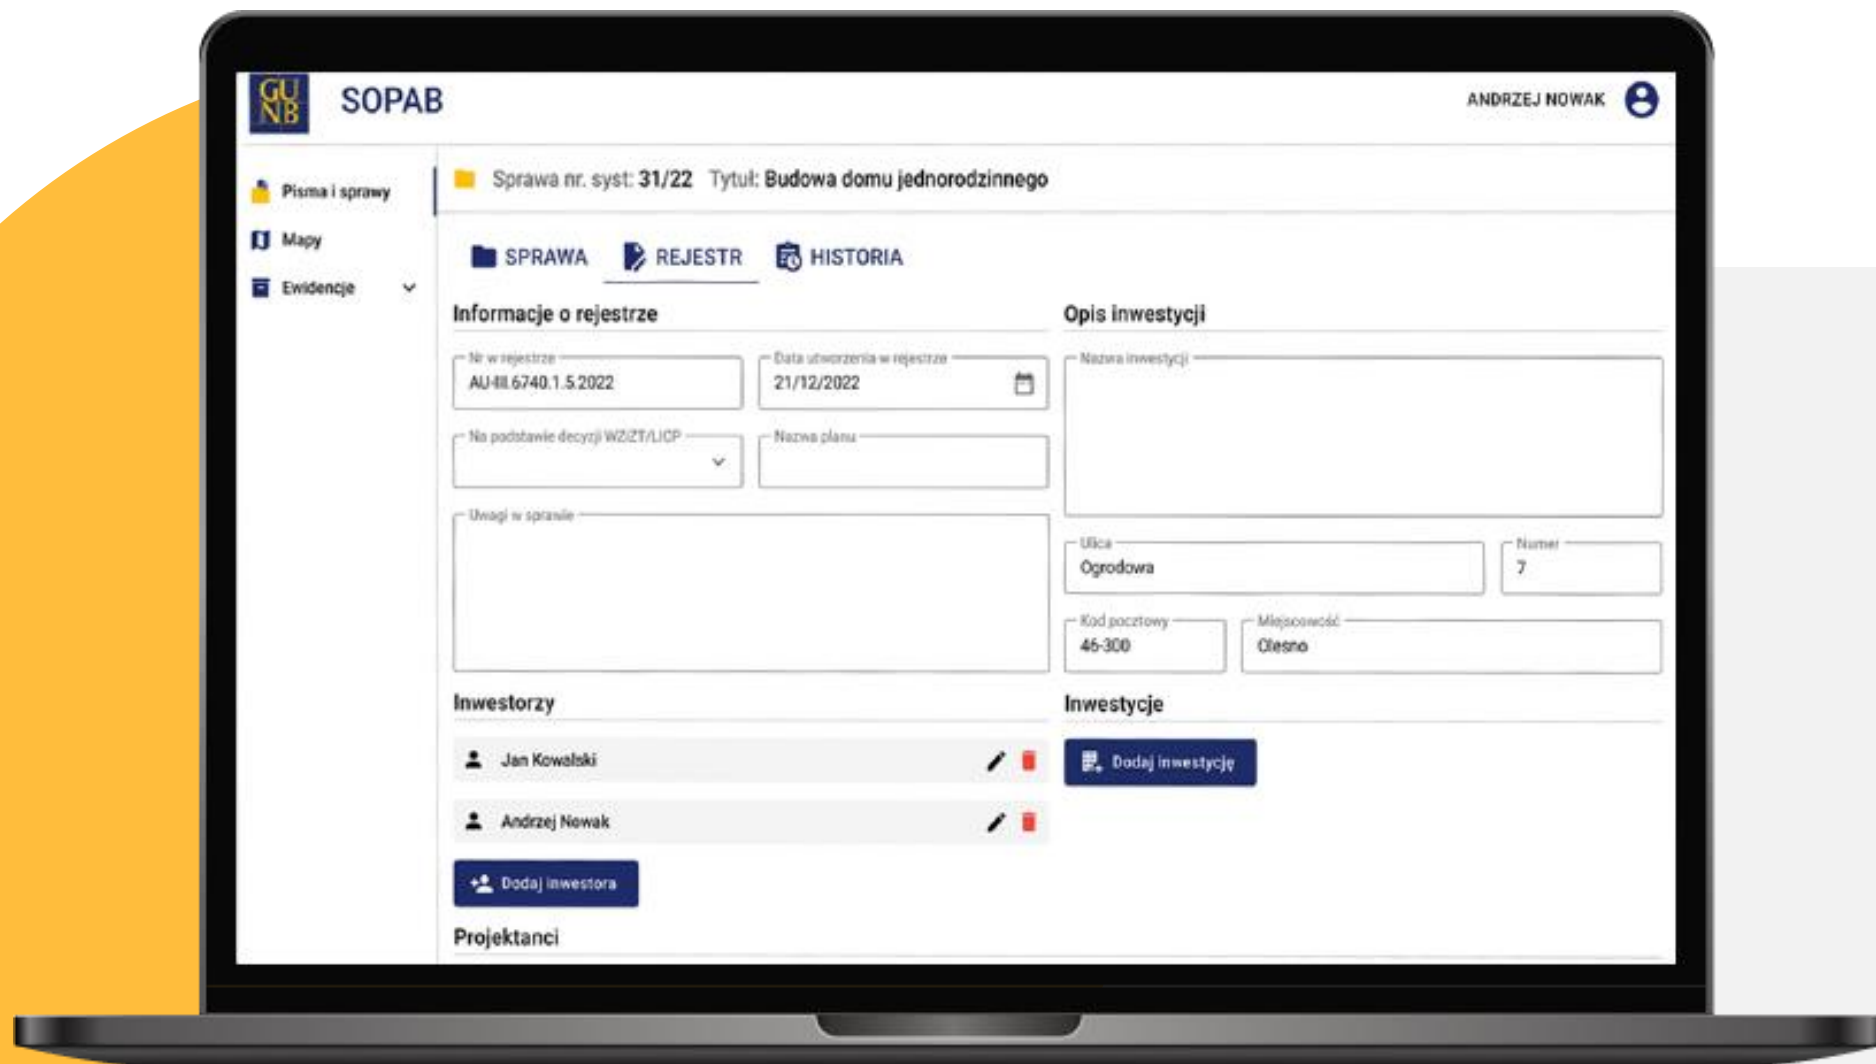 GU
NB
SOPAB
ANDRZEJ NOWAK
Pisma i sprawy
Mapy
Ewidencje
Sprawa nr. syst: 31/22 Tytuł: Budowa domu jednorodzinnego
SPRAWA REJESTR HISTORIA
Informacje o rejestrze
Nr w rejestrze
AU-III.6740.1.5.2022
Data utworzenia w rejestrze
21/12/2022
Na podstawie decyzji WZiZT/LICP
Nazwa planu
Uwagi w sprawie
Opis inwestycji
Nazwa inwestycji
Ulica
Ogrodowa
Numer
7
Kod pocztowy
46-300
Miejscowość
Olesno
Inwestorzy
Jan Kowalski
Andrzej Nowak
Dodaj inwestora
Inwestycje
Dodaj inwestycję
Projektanci